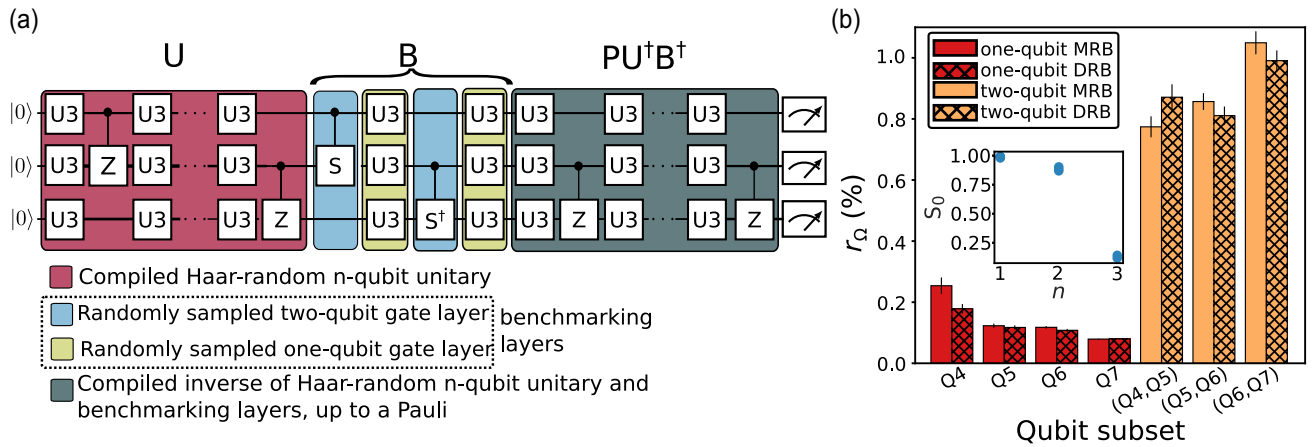 (a)
U
B
PU†B†
|0⟩ U3 U3 ··· U3 U3 U3 U3 U3 ··· U3
Z S Z
|0⟩ U3 U3 ··· U3 U3 U3 U3 U3 ··· U3
Z S† Z Z
|0⟩ U3 U3 ··· U3 U3 U3 U3 U3 ··· U3
Compiled Haar-random n-qubit unitary
Randomly sampled two-qubit gate layer
Randomly sampled one-qubit gate layer
benchmarking
layers
Compiled inverse of Haar-random n-qubit unitary and
benchmarking layers, up to a Pauli
(b)
one-qubit MRB
one-qubit DRB
two-qubit MRB
two-qubit DRB
r_Ω (%)
1.0
0.8
0.6
0.4
0.2
0.0
S₀
1.00
0.75
0.50
0.25
1 2 3
n
Q4 Q5 Q6 Q7 (Q4,Q5) (Q5,Q6) (Q6,Q7)
Qubit subset